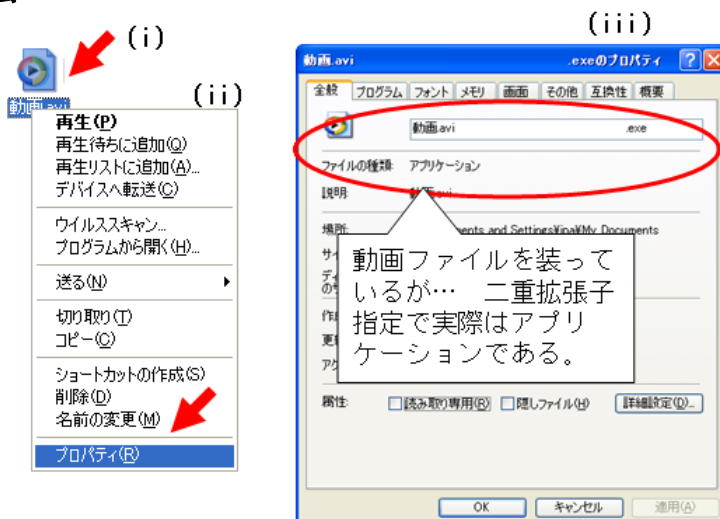 (i)
動画.avi
(ii)
再生(P)
再生待ちに追加(Q)
再生リストに追加(A)...
デバイスへ転送(C)
ウイルススキャン...
プログラムから開く(H)...
送る(N)
切り取り(T)
コピー(C)
ショートカットの作成(S)
削除(D)
名前の変更(M)
プロパティ(R)
(iii)
動画.avi .exeのプロパティ
全般 プログラム フォント メモリ 画面 その他 互換性 概要
動画.avi .exe
ファイルの種類: アプリケーション
説明:
場所: ents and Settings¥ipa¥My Documents
動画ファイルを装って
いるが… 二重拡張子
指定で実際はアプリ
ケーションである。
属性: 読み取り専用(R) 隠しファイル(H) 詳細設定(D)...
OK キャンセル 適用(A)